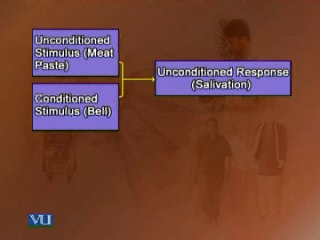 Unconditioned
Stimulus (Meat
Paste)
Unconditioned Response
(Salivation)
Conditioned
Stimulus (Bell)
VU